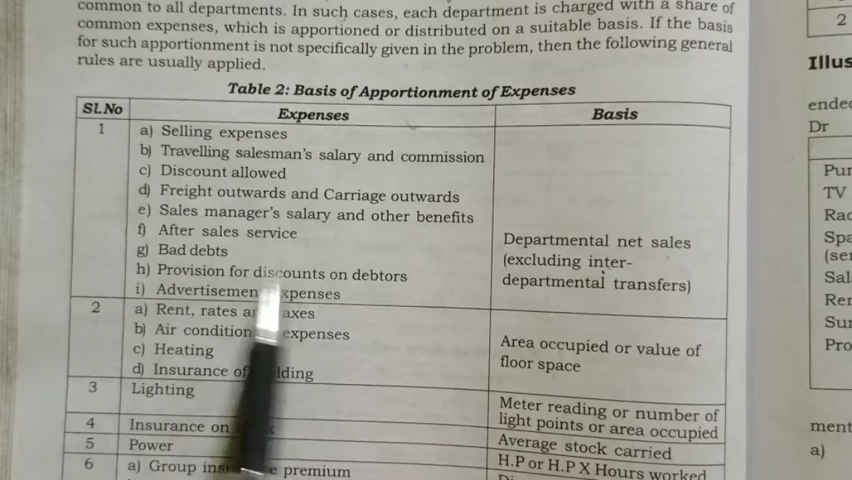 common to all departments. In such cases, each department is charged with a share of
common expenses, which is apportioned or distributed on a suitable basis. If the basis
for such apportionment is not specifically given in the problem, then the following general
rules are usually applied.
Table 2: Basis of Apportionment of Expenses
Sl.No Expenses Basis
1 a) Selling expenses
b) Travelling salesman's salary and commission
c) Discount allowed
d) Freight outwards and Carriage outwards
e) Sales manager's salary and other benefits
f) After sales service
g) Bad debts
h) Provision for discounts on debtors
i) Advertisemen xpenses
Departmental net sales
(excluding inter-
departmental transfers)
2 a) Rent, rates a axes
b) Air condition expenses
c) Heating
d) Insurance of lding
Area occupied or value of
floor space
3 Lighting
Meter reading or number of
light points or area occupied
4 Insurance on
Average stock carried
5 Power
H.P or H.P X Hours worked
6 a) Group ins premium
2
Illus
ended
Dr
Pur
TV
Rad
Spa
(ser
Sal
Ren
Sur
Pro
ment
a)